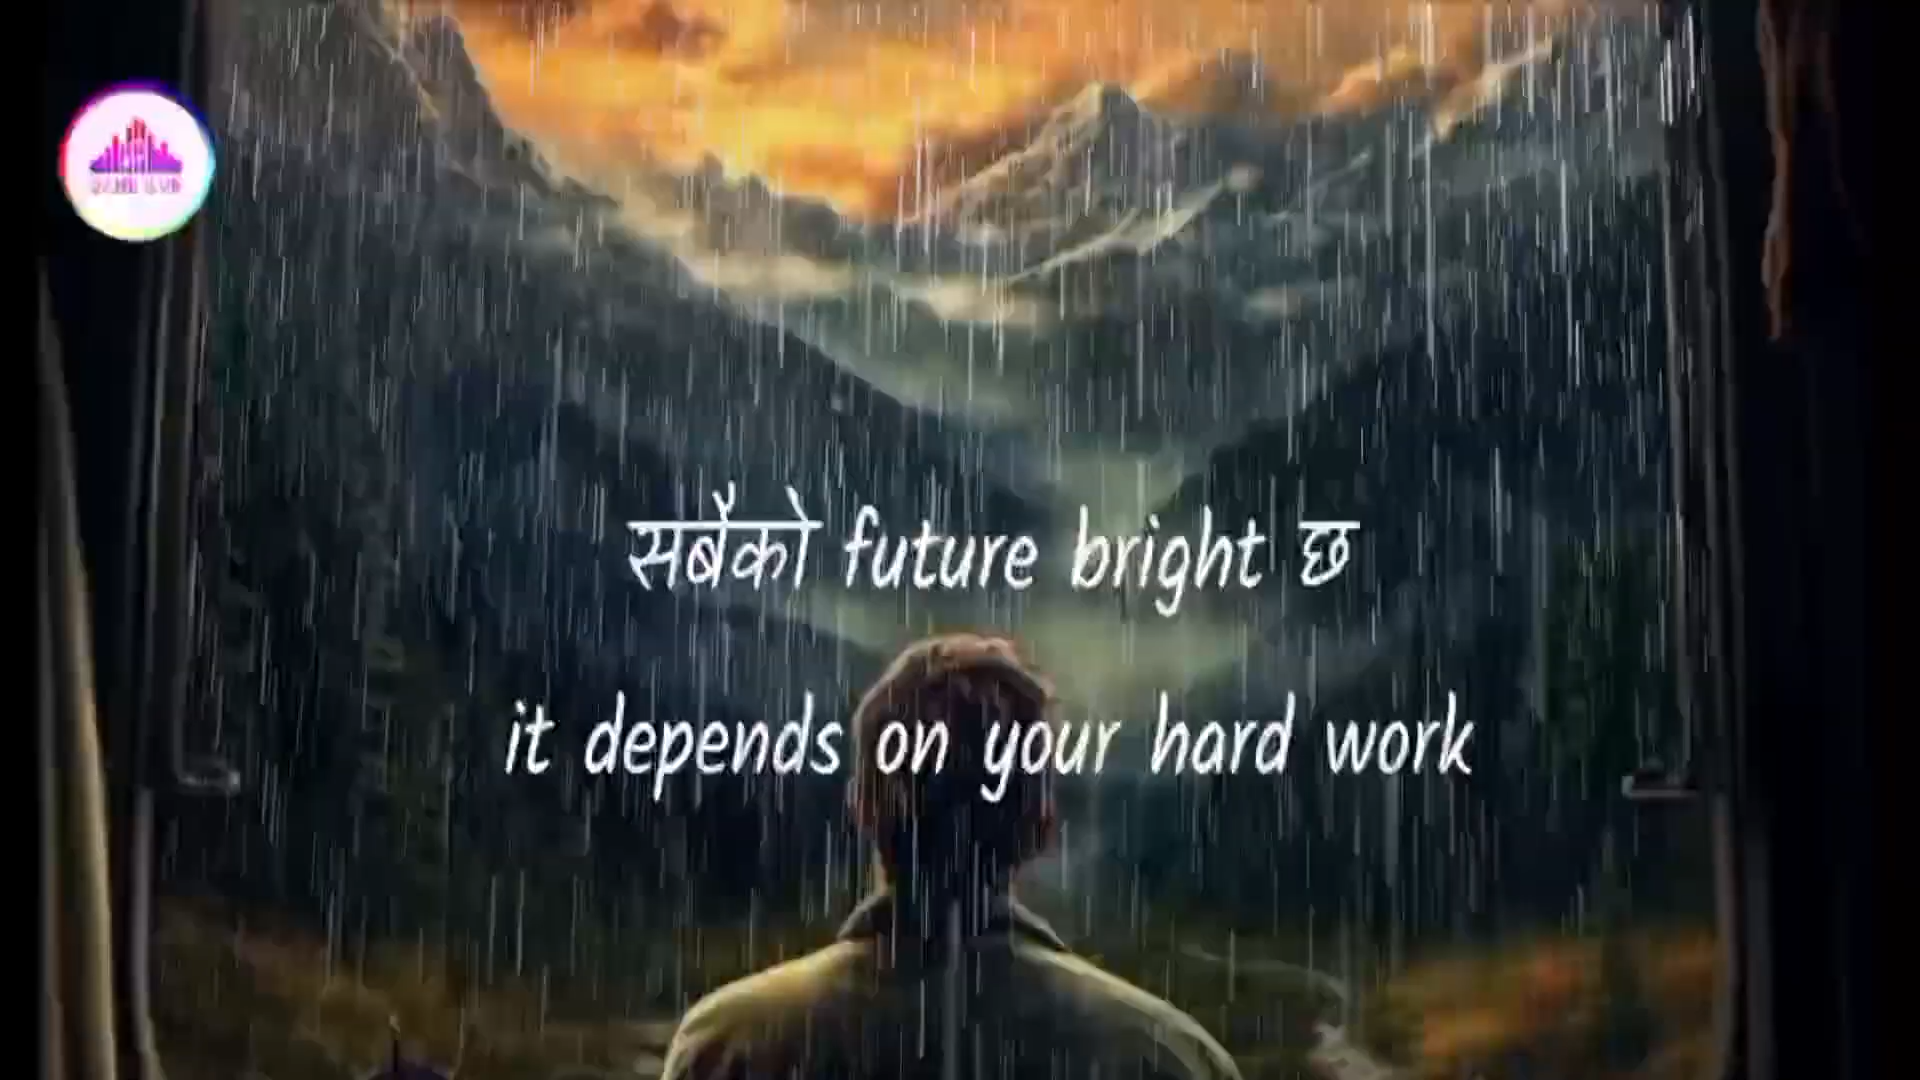 सबैको future bright छ
it depends on your hard work